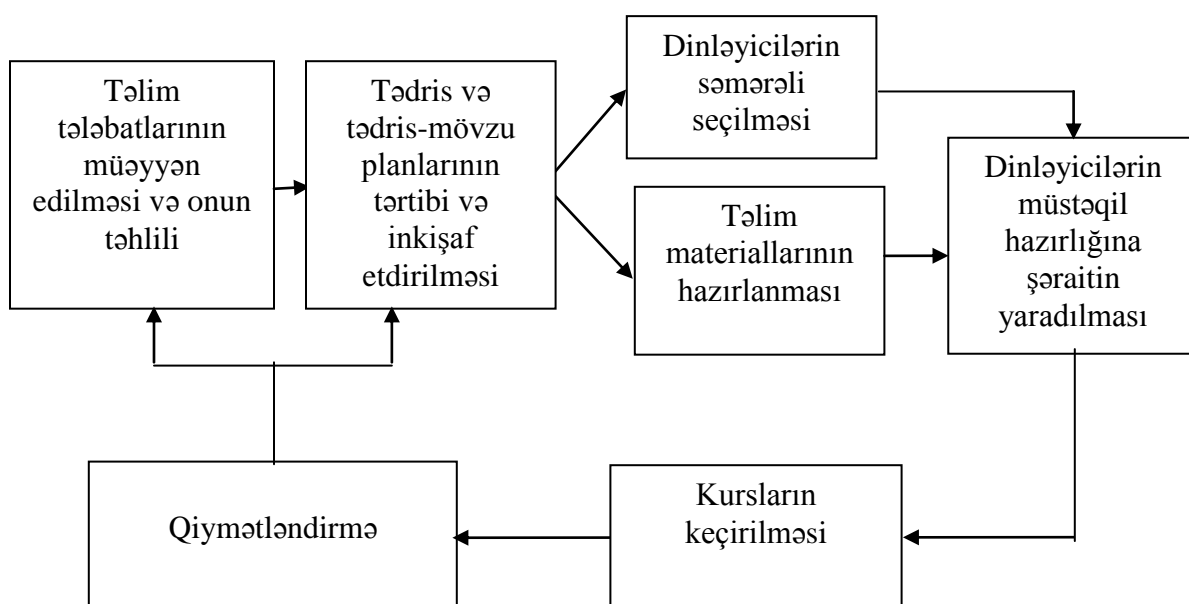 Təlim
tələbatlarının
müəyyən
edilməsi və onun
təhlili
Tədris və
tədris-mövzu
planlarının
tərtibi və
inkişaf
etdirilməsi
Dinləyicilərin
səmərəli
seçilməsi
Təlim
materiallarının
hazırlanması
Dinləyicilərin
müstəqil
hazırlığına
şəraitin
yaradılması
Qiymətləndirmə
Kursların
keçirilməsi